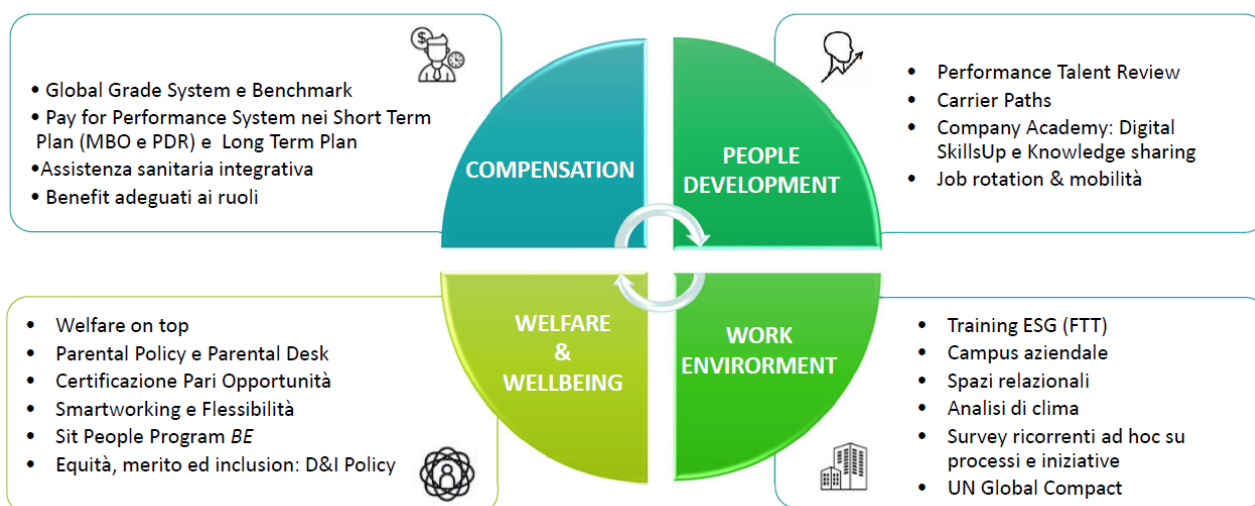 • Global Grade System e Benchmark
• Pay for Performance System nei Short Term
Plan (MBO e PDR) e Long Term Plan
•Assistenza sanitaria integrativa
• Benefit adeguati ai ruoli
$
COMPENSATION
PEOPLE
DEVELOPMENT
• Performance Talent Review
• Carrier Paths
• Company Academy: Digital
SkillsUp e Knowledge sharing
• Job rotation & mobilità
• Welfare on top
• Parental Policy e Parental Desk
• Certificazione Pari Opportunità
• Smartworking e Flessibilità
• Sit People Program BE
• Equità, merito ed inclusion: D&I Policy
WELFARE
&
WELLBEING
WORK
ENVIRORMENT
• Training ESG (FTT)
• Campus aziendale
• Spazi relazionali
• Analisi di clima
• Survey ricorrenti ad hoc su
processi e iniziative
• UN Global Compact